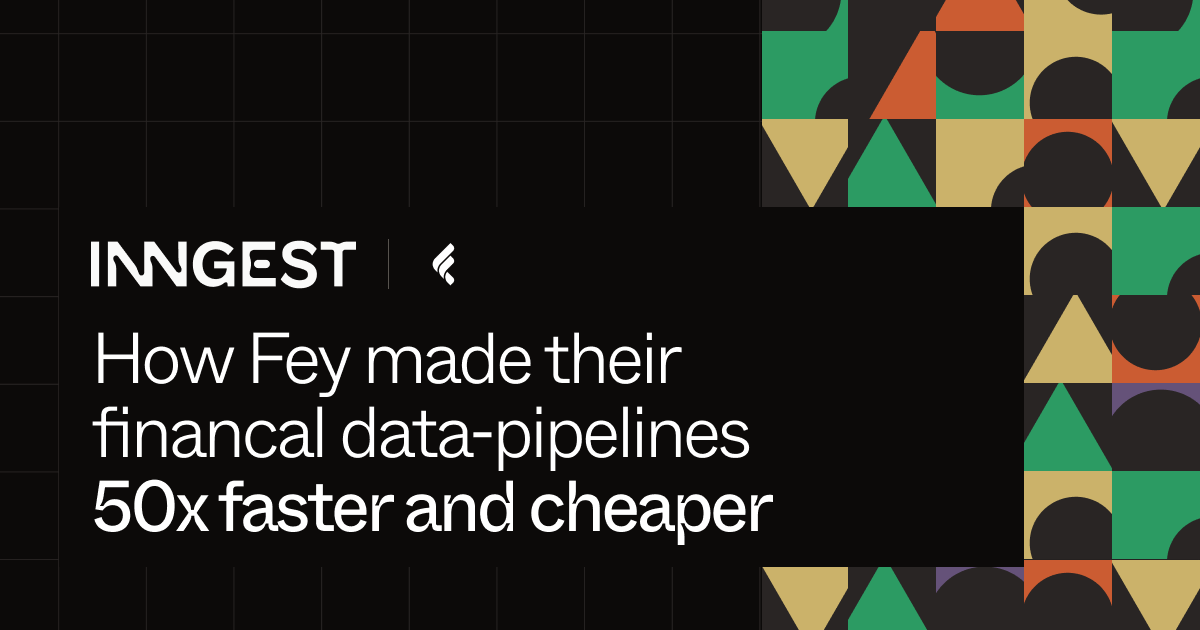 INNGEST
How Fey made their
financal data-pipelines
50x faster and cheaper